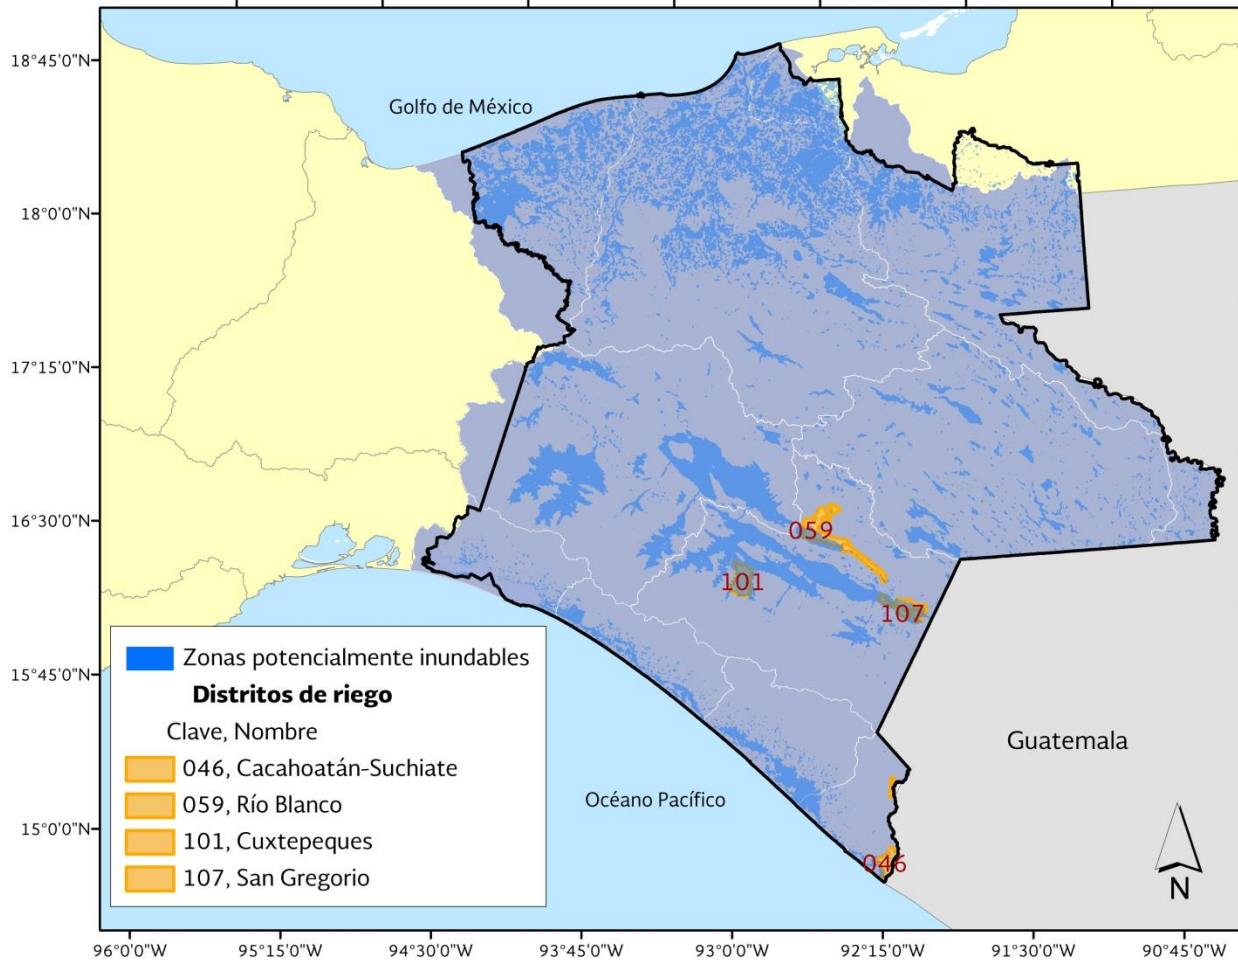 18°45'0"N
Golfo de México
18°0'0"N
17°15'0"N
16°30'0"N
059
101
107
15°45'0"N
Zonas potencialmente inundables
Distritos de riego
Clave, Nombre
046, Cacahoatán-Suchiate
059, Río Blanco
101, Cuxtepeques
107, San Gregorio
Guatemala
Océano Pacífico
15°0'0"N
046
N
96°0'0"W
95°15'0"W
94°30'0"W
93°45'0"W
93°0'0"W
92°15'0"W
91°30'0"W
90°45'0"W